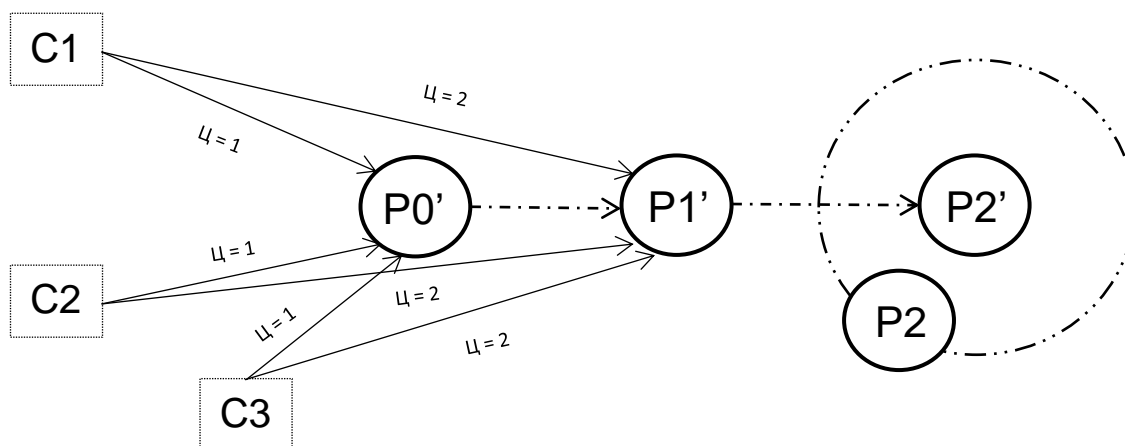 C1
Ц = 2
Ц = 1
P0’
P1’
P2’
Ц = 1
C2
Ц = 2
Ц = 1
Ц = 2
P2
C3